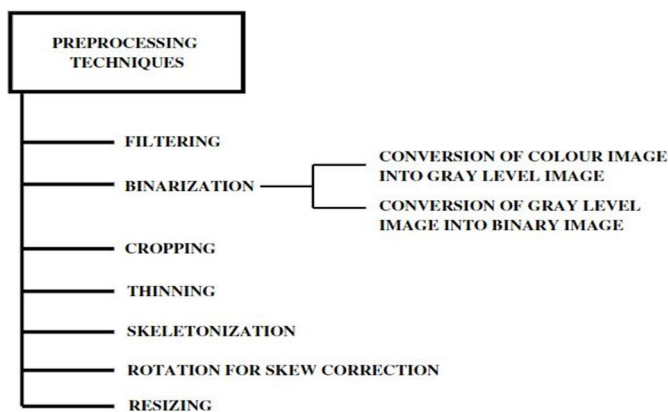 PREPROCESSING
TECHNIQUES
FILTERING
BINARIZATION
CONVERSION OF COLOUR IMAGE
INTO GRAY LEVEL IMAGE
CONVERSION OF GRAY LEVEL
IMAGE INTO BINARY IMAGE
CROPPING
THINNING
SKELETONIZATION
ROTATION FOR SKEW CORRECTION
RESIZING